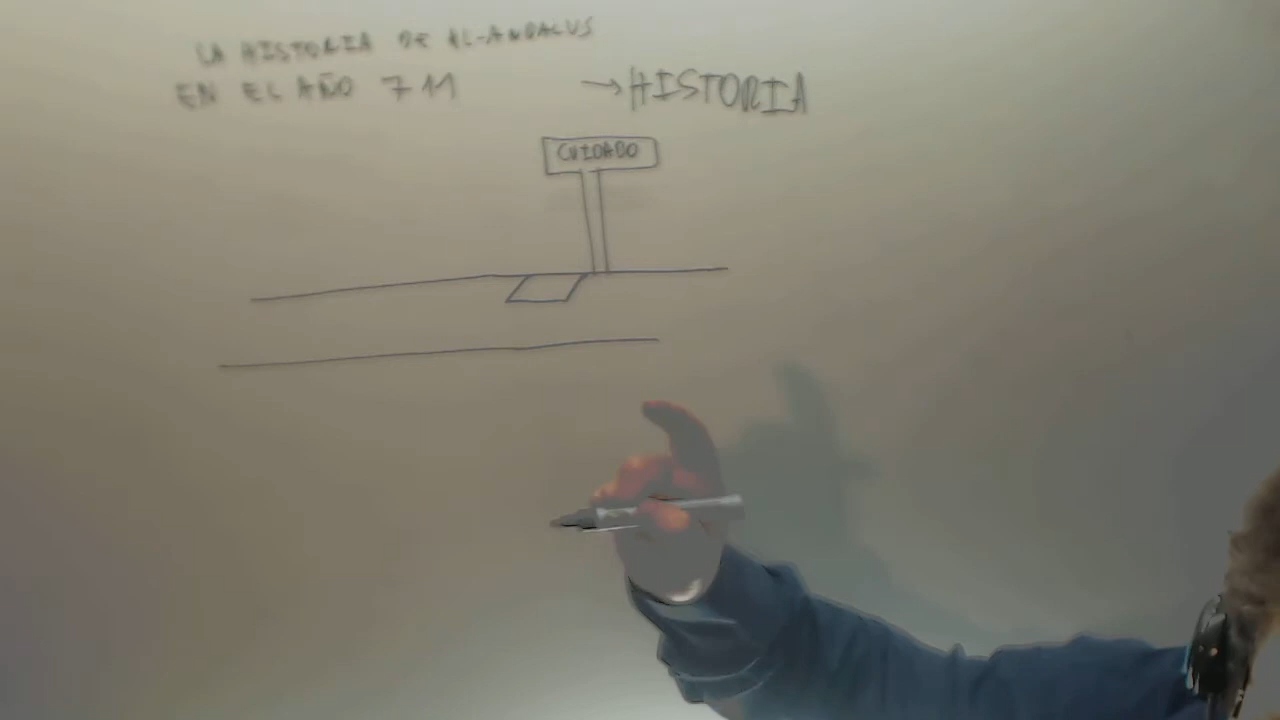 LA HISTORIA DE AL-ANDALUS
EN EL AÑO 711
→HISTORIA
CUIDADO